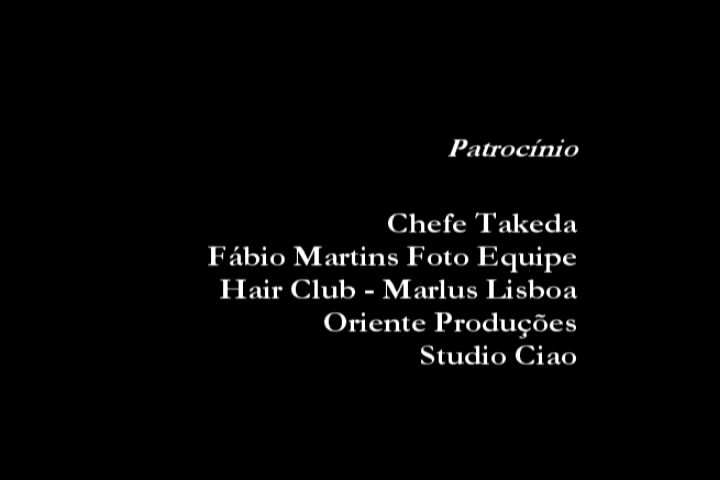 Patrocínio
Chefe Takeda
Fábio Martins Foto Equipe
Hair Club - Marlus Lisboa
Oriente Produções
Studio Ciao